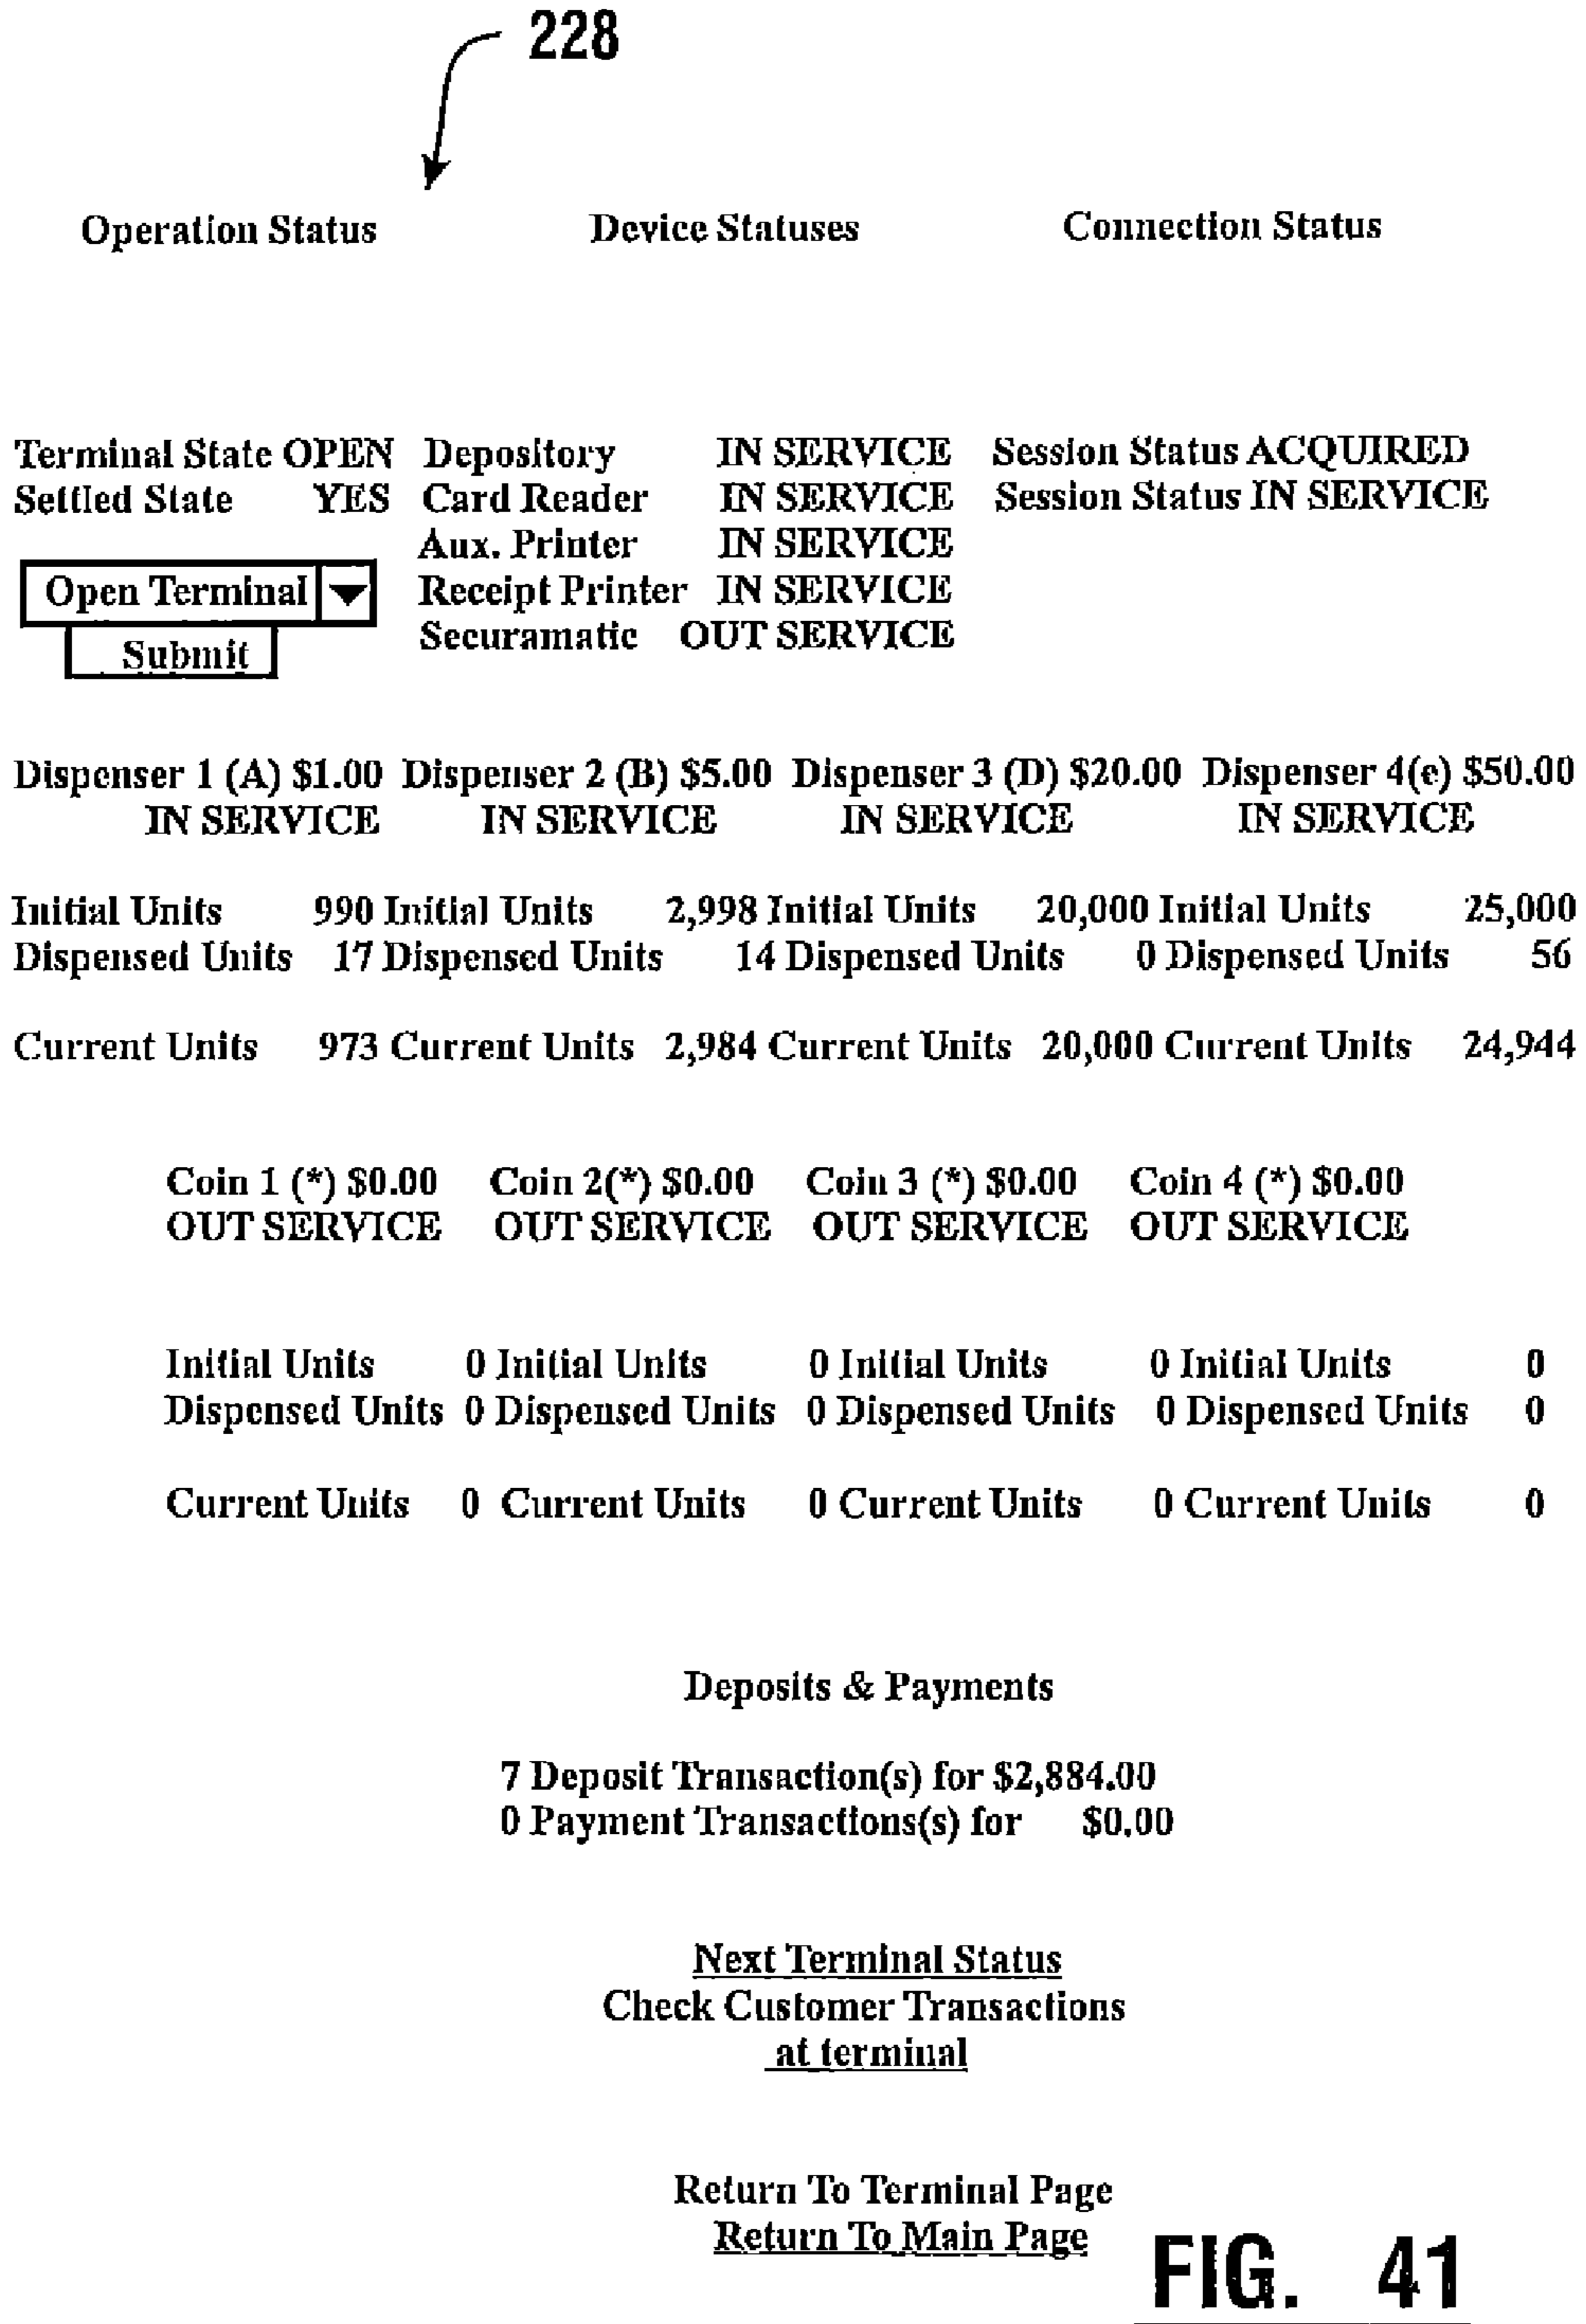 228
Operation Status Device Statuses Connection Status
Terminal State OPEN Depository IN SERVICE Session Status ACQUIRED
Settled State YES Card Reader IN SERVICE Session Status IN SERVICE
Aux. Printer IN SERVICE
Open Terminal Receipt Printer IN SERVICE
Securamatic OUT SERVICE
Submit
Dispenser 1 (A) $1.00 Dispenser 2 (B) $5.00 Dispenser 3 (D) $20.00 Dispenser 4(e) $50.00
IN SERVICE IN SERVICE IN SERVICE IN SERVICE
Initial Units 990 Initial Units 2,998 Initial Units 20,000 Initial Units 25,000
Dispensed Units 17 Dispensed Units 14 Dispensed Units 0 Dispensed Units 56
Current Units 973 Current Units 2,984 Current Units 20,000 Current Units 24,944
Coin 1 (*) $0.00 Coin 2(*) $0.00 Coin 3 (*) $0.00 Coin 4 (*) $0.00
OUT SERVICE OUT SERVICE OUT SERVICE OUT SERVICE
Initial Units 0 Initial Units 0 Initial Units 0 Initial Units 0
Dispensed Units 0 Dispensed Units 0 Dispensed Units 0 Dispensed Units 0
Current Units 0 Current Units 0 Current Units 0 Current Units 0
Deposits & Payments
7 Deposit Transaction(s) for $2,884.00
0 Payment Transactions(s) for $0.00
Next Terminal Status
Check Customer Transactions
at terminal
Return To Terminal Page
Return To Main Page
FIG. 41